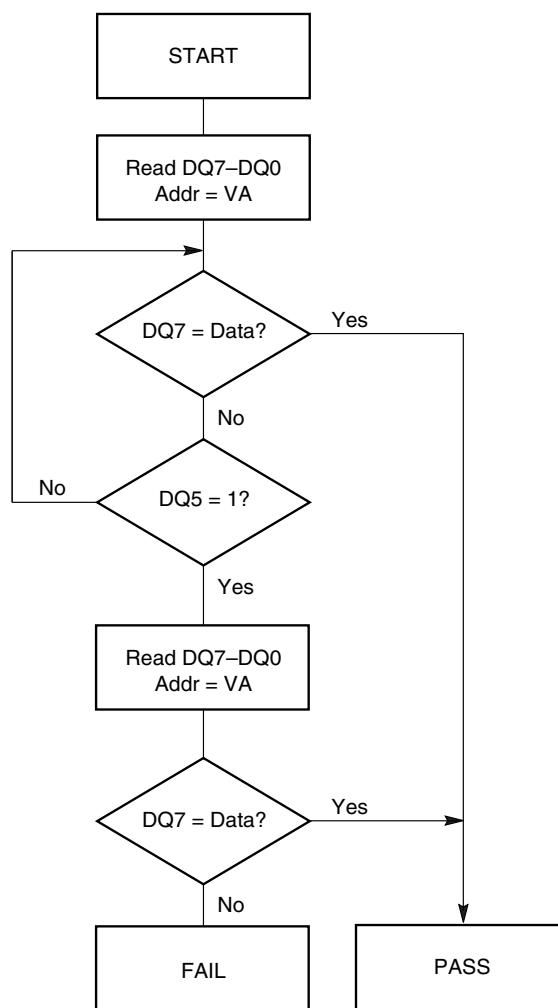 START
Read DQ7–DQ0
Addr = VA
DQ7 = Data?
Yes
No
No
DQ5 = 1?
Yes
Read DQ7–DQ0
Addr = VA
DQ7 = Data?
Yes
No
FAIL
PASS